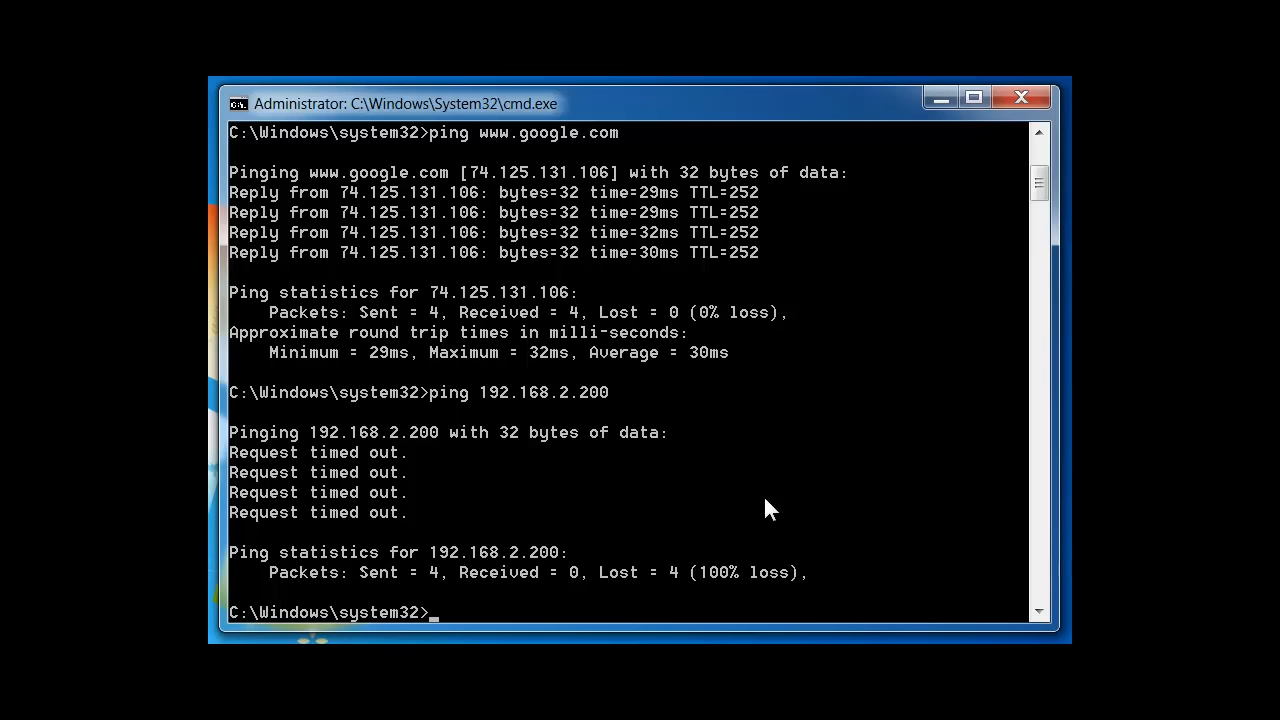 Administrator: C:\Windows\System32\cmd.exe
C:\Windows\system32>ping www.google.com
Pinging www.google.com [74.125.131.106] with 32 bytes of data:
Reply from 74.125.131.106: bytes=32 time=29ms TTL=252
Reply from 74.125.131.106: bytes=32 time=29ms TTL=252
Reply from 74.125.131.106: bytes=32 time=32ms TTL=252
Reply from 74.125.131.106: bytes=32 time=30ms TTL=252
Ping statistics for 74.125.131.106:
Packets: Sent = 4, Received = 4, Lost = 0 (0% loss),
Approximate round trip times in milli-seconds:
Minimum = 29ms, Maximum = 32ms, Average = 30ms
C:\Windows\system32>ping 192.168.2.200
Pinging 192.168.2.200 with 32 bytes of data:
Request timed out.
Request timed out.
Request timed out.
Request timed out.
Ping statistics for 192.168.2.200:
Packets: Sent = 4, Received = 0, Lost = 4 (100% loss),
C:\Windows\system32>_